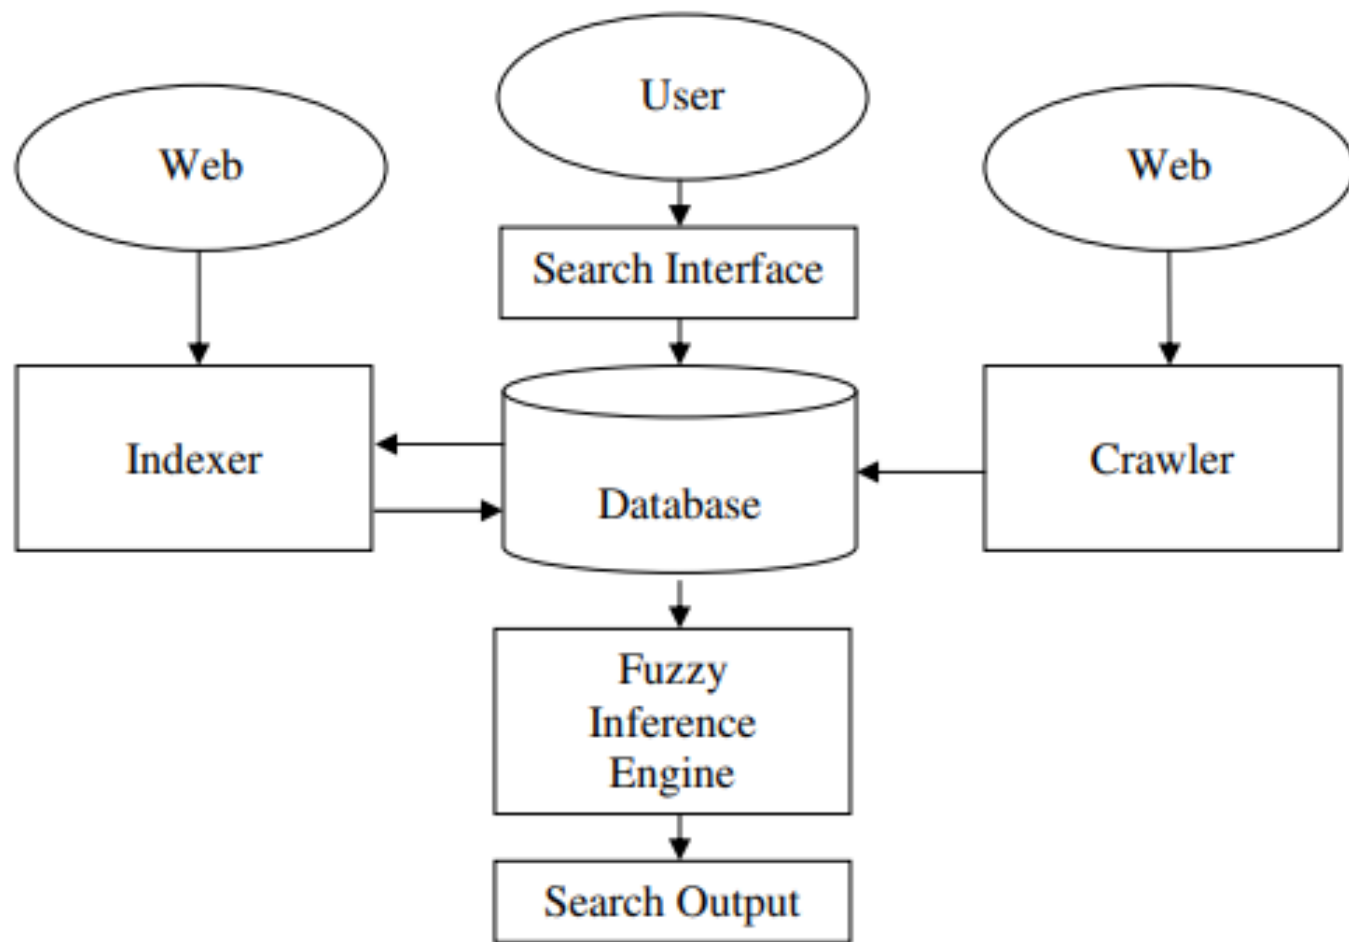 User
Web
Web
Search Interface
Indexer
Database
Crawler
Fuzzy
Inference
Engine
Search Output